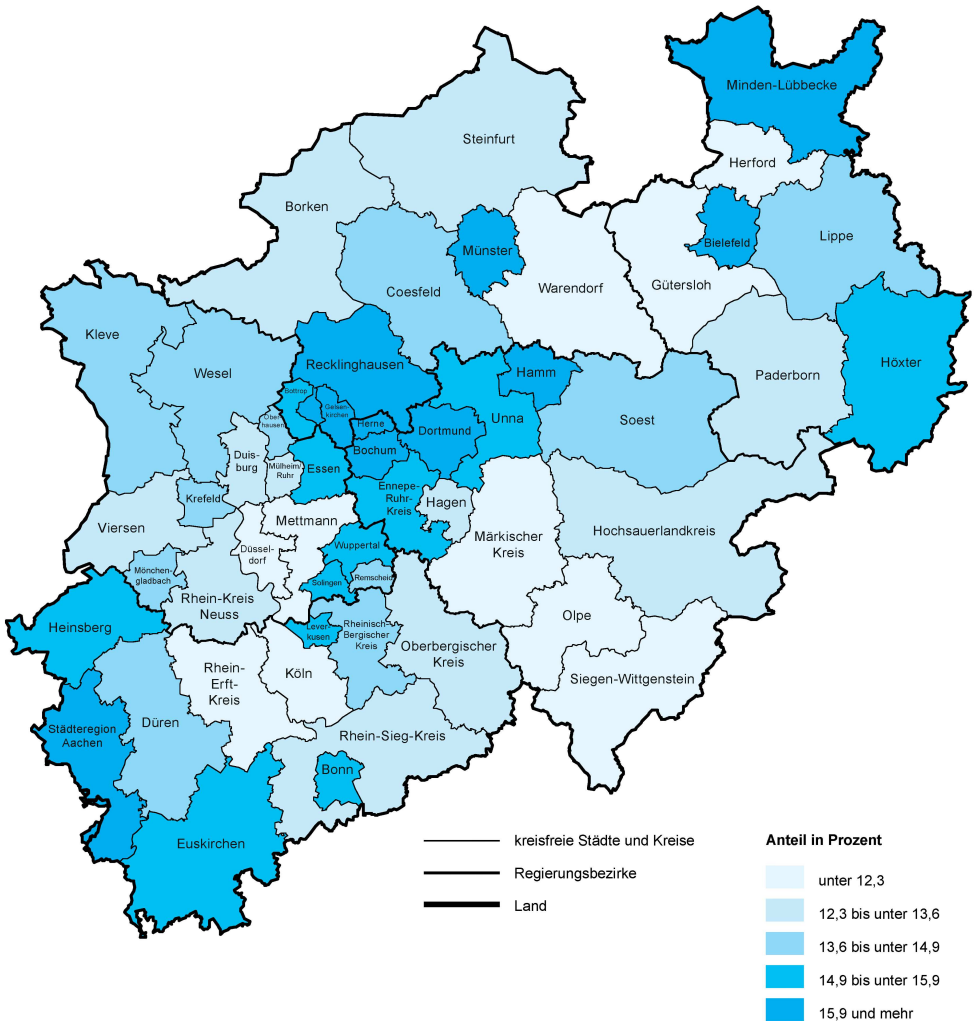 Minden-Lübbecke
Steinfurt
Herford
Borken
Lippe
Münster
Bielefeld
Coesfeld
Warendorf
Gütersloh
Kleve
Höxter
Recklinghausen
Wesel
Hamm
Paderborn
Bottrop
Gelsen-
kirchen
Ober-
hausen
Unna
Soest
Herne
Dortmund
Duis-
burg
Bochum
Mülheim/
Ruhr
Essen
Ennepe-
Ruhr-
Kreis
Krefeld
Hagen
Viersen
Mettmann
Hochsauerlandkreis
Märkischer
Kreis
Düssel-
dorf
Wuppertal
Mönchen-
gladbach
Solingen
Remscheid
Rhein-Kreis
Neuss
Olpe
Heinsberg
Lever-
kusen
Rheinisch-
Bergischer
Kreis
Oberbergischer
Kreis
Rhein-
Erft-
Kreis
Köln
Siegen-Wittgenstein
Städteregion
Aachen
Düren
Rhein-Sieg-Kreis
Bonn
Euskirchen
kreisfreie Städte und Kreise
Regierungsbezirke
Land
Anteil in Prozent
unter 12,3
12,3 bis unter 13,6
13,6 bis unter 14,9
14,9 bis unter 15,9
15,9 und mehr